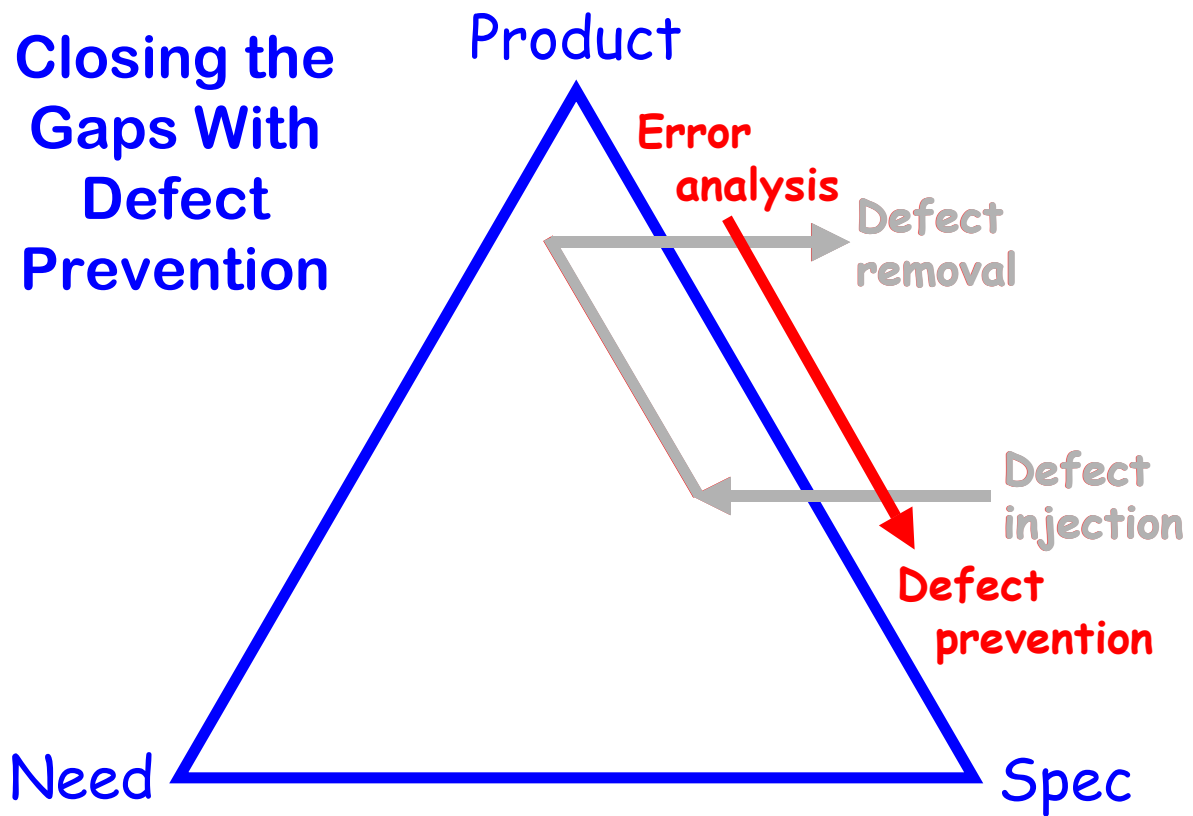 Closing the
Gaps With
Defect
Prevention
Product
Error
analysis
Defect
removal
Defect
injection
Defect
prevention
Need
Spec